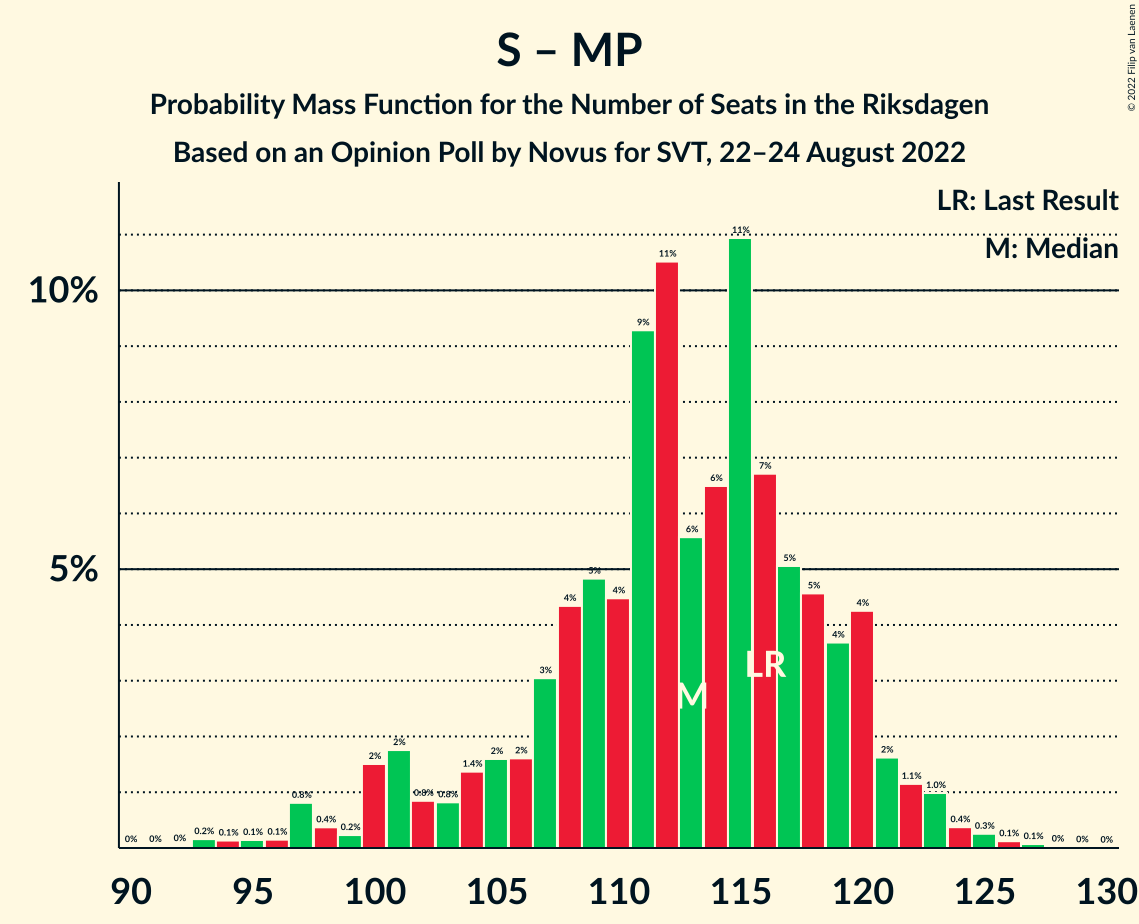 S – MP
Probability Mass Function for the Number of Seats in the Riksdagen
Based on an Opinion Poll by Novus for SVT, 22–24 August 2022
© 2022 Filip van Laenen
LR: Last Result
M: Median
10%
5%
0% 0% 0% 0.2% 0.1% 0.1% 0.1% 0.8% 0.4% 0.2% 2% 2% 0.8% 0.8% 1.4% 2% 2% 3% 4% 5% 4% 9% 11% 6% 6% 11% 7% 5% 5% 4% 4% 2% 1.1% 1.0% 0.4% 0.3% 0.1% 0.1% 0% 0% 0%
LR
M
90 95 100 105 110 115 120 125 130